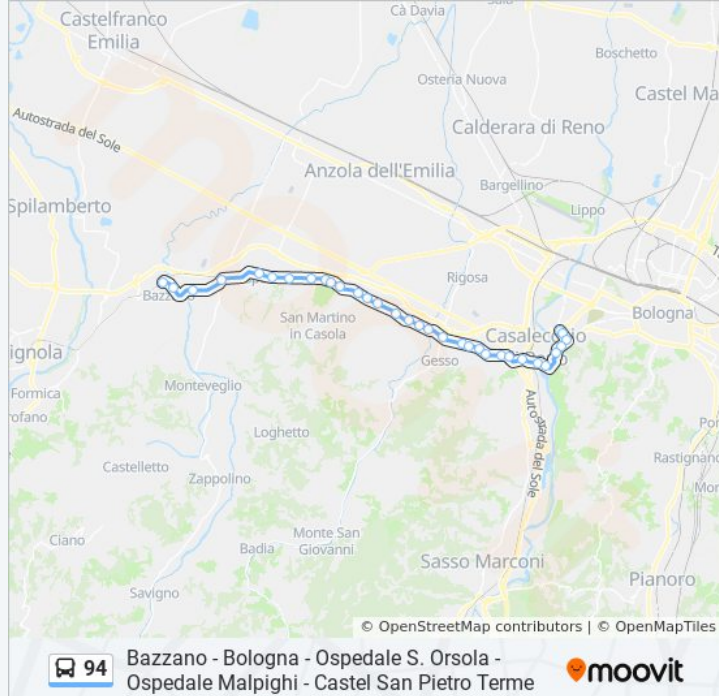 Castelfranco
Emilia
Cà Davia
Sala
Boschetto
Osteria Nuova
Castel Ma
Autostrada del Sole
Calderara di Reno
Anzola dell'Emilia
Bargellino
Spilamberto
Lippo
Rigosa
Bologna
San Martino
in Casola
Casalecchio
Gesso
Monteveglio
Formica
Loghetto
Autostrada del Sole
Castelletto
Zappolino
Rastignano
Ciano
Badia
Monte San
Giovanni
Sasso Marconi
Pianoro
Savigno
© OpenStreetMap contributors | © OpenMapTiles
94
Bazzano - Bologna - Ospedale S. Orsola -
Ospedale Malpighi - Castel San Pietro Terme
moovit